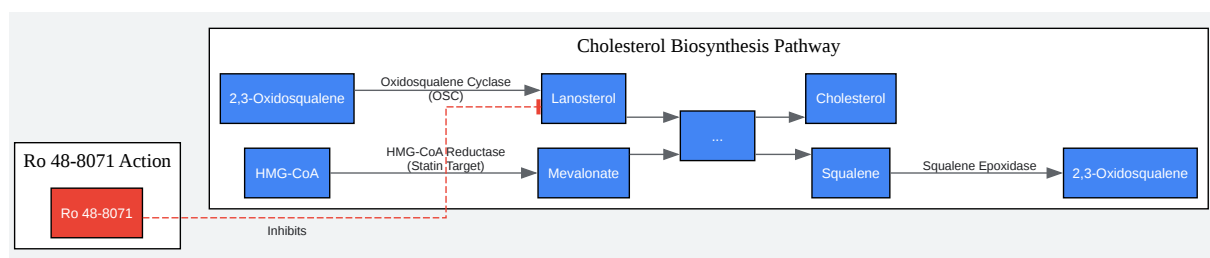 Cholesterol Biosynthesis Pathway
2,3-Oxidosqualene
Oxidosqualene Cyclase
(OSC)
Lanosterol
Cholesterol
...
Ro 48-8071 Action
Ro 48-8071
Inhibits
HMG-CoA
HMG-CoA Reductase
(Statin Target)
Mevalonate
Squalene
Squalene Epoxidase
2,3-Oxidosqualene